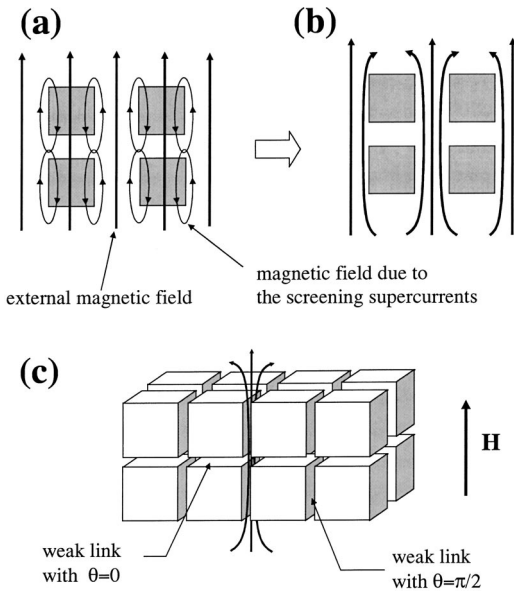 (a)
(b)
external magnetic field
magnetic field due to
the screening supercurrents
(c)
H
weak link
with θ=0
weak link
with θ=π/2